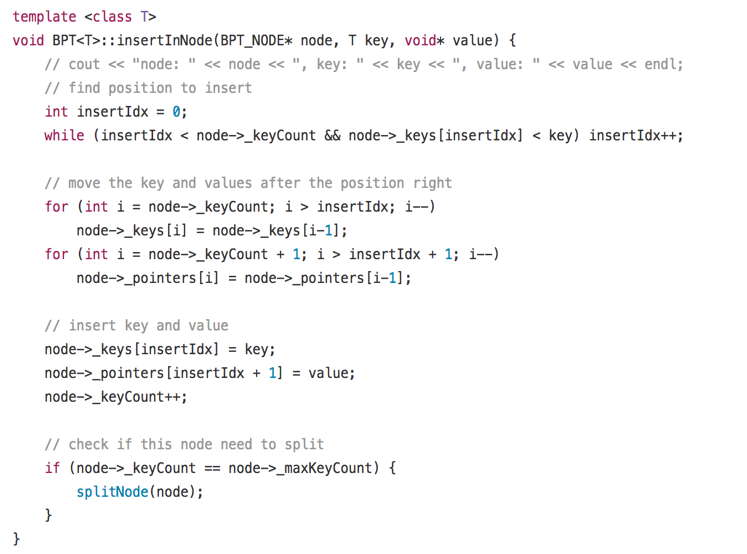 template <class T>
void BPT<T>::insertInNode(BPT_NODE* node, T key, void* value) {
    // cout << "node: " << node << ", key: " << key << ", value: " << value << endl;
    // find position to insert
    int insertIdx = 0;
    while (insertIdx < node->_keyCount && node->_keys[insertIdx] < key) insertIdx++;

    // move the key and values after the position right
    for (int i = node->_keyCount; i > insertIdx; i--)
        node->_keys[i] = node->_keys[i-1];
    for (int i = node->_keyCount + 1; i > insertIdx + 1; i--)
        node->_pointers[i] = node->_pointers[i-1];

    // insert key and value
    node->_keys[insertIdx] = key;
    node->_pointers[insertIdx + 1] = value;
    node->_keyCount++;

    // check if this node need to split
    if (node->_keyCount == node->_maxKeyCount) {
        splitNode(node);
    }
}